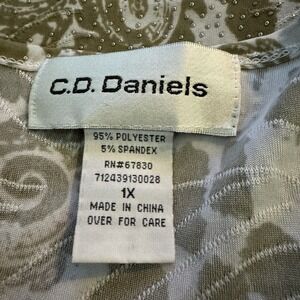 C.D. Daniels
95% POLYESTER
5% SPANDEX
RN#67830
712439130028
1X
MADE IN CHINA
OVER FOR CARE